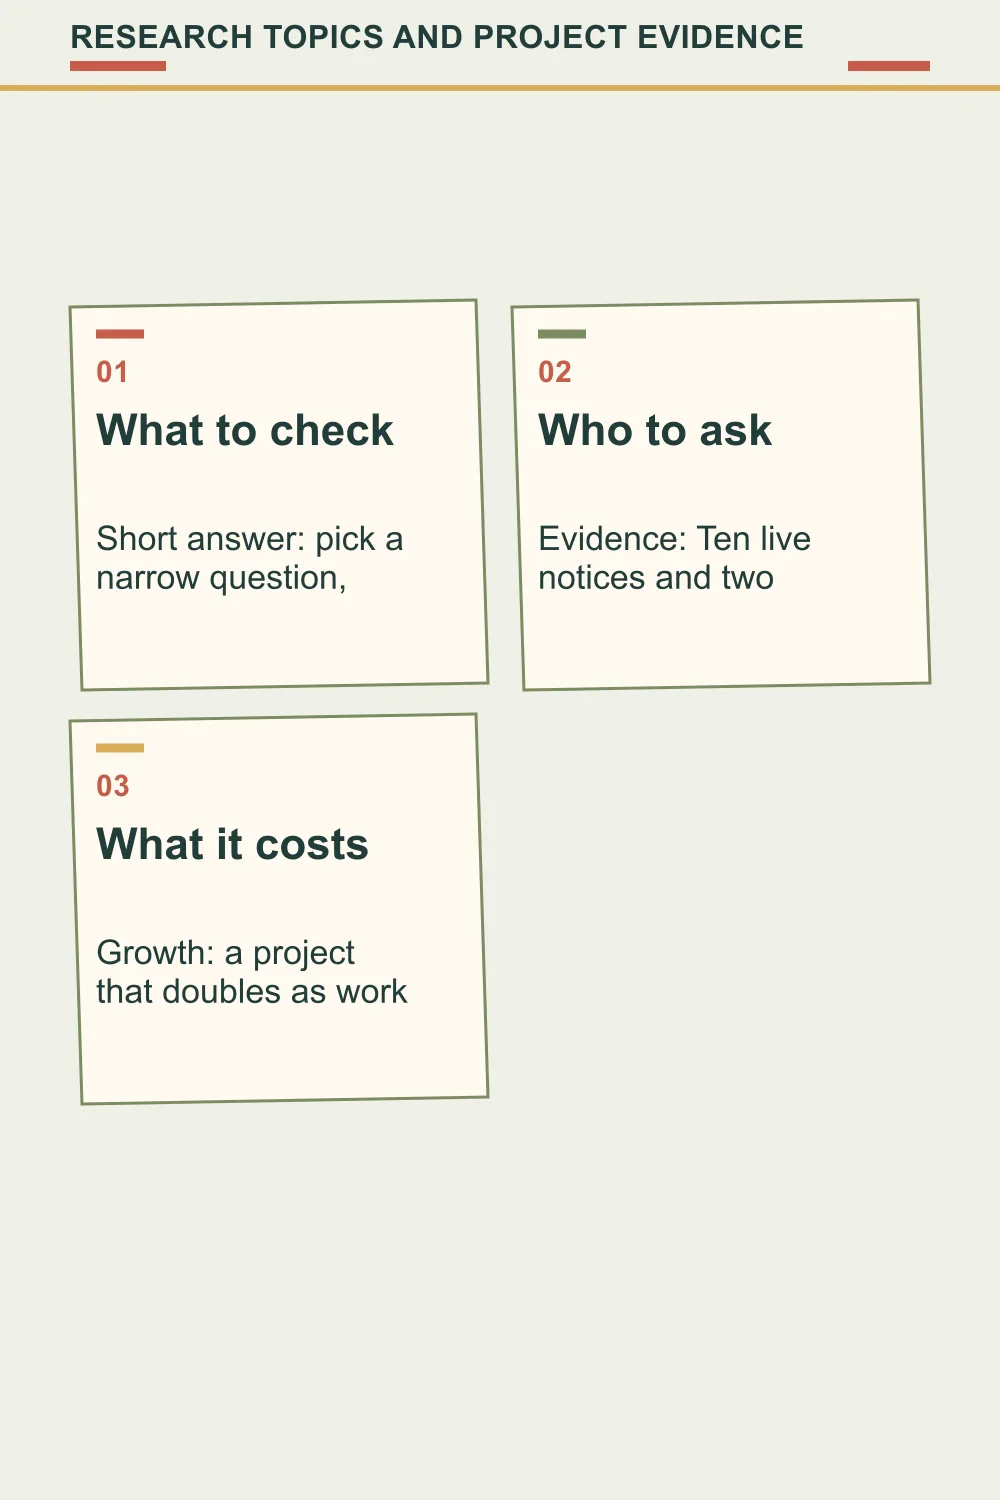 RESEARCH TOPICS AND PROJECT EVIDENCE
01
What to check
Short answer: pick a
narrow question,
02
Who to ask
Evidence: Ten live
notices and two
03
What it costs
Growth: a project
that doubles as work